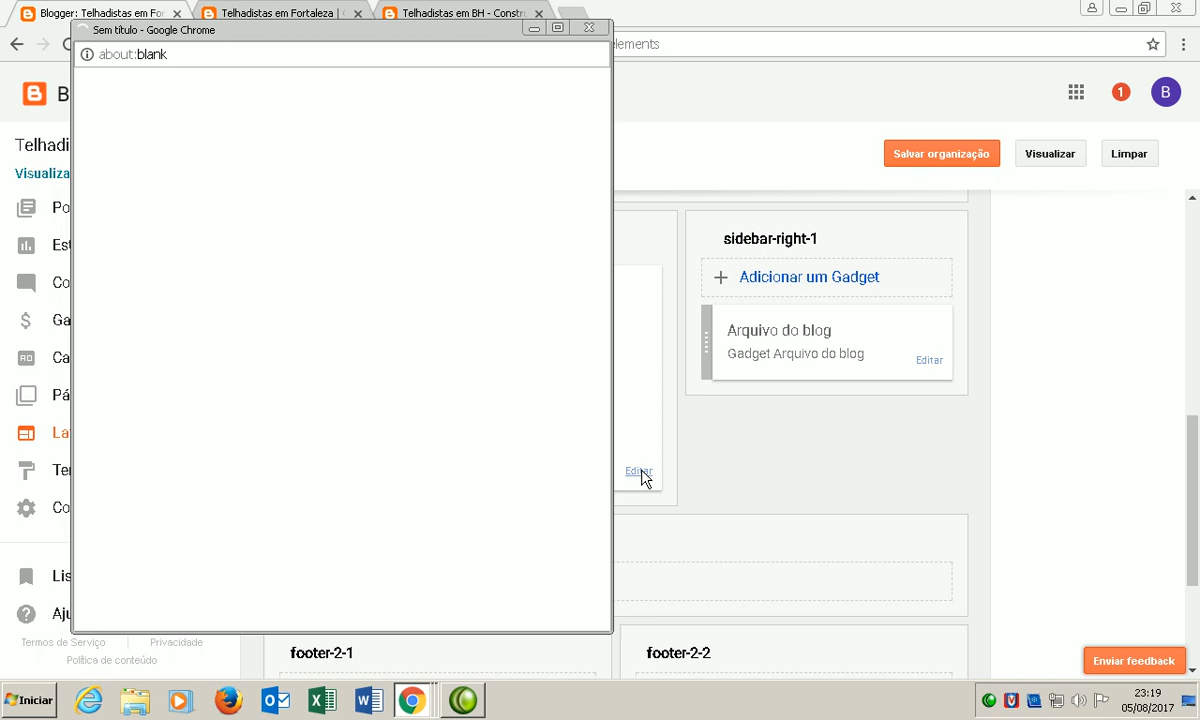 Blogger: Telhadistas em For
Telhadistas em Fortaleza |
Telhadistas em BH - Constru
Sem título - Google Chrome
about:blank
elements
B
1
B
Telhadi
Visualiza
Salvar organização
Visualizar
Limpar
Po
Est
Co
Ga
Ca
Pá
La
Te
Co
Lis
Aju
sidebar-right-1
Adicionar um Gadget
Arquivo do blog
Gadget Arquivo do blog
Editar
Editar
Termos de Serviço
Privacidade
Política de conteúdo
footer-2-1
footer-2-2
Enviar feedback
Iniciar
23:19
05/08/2017